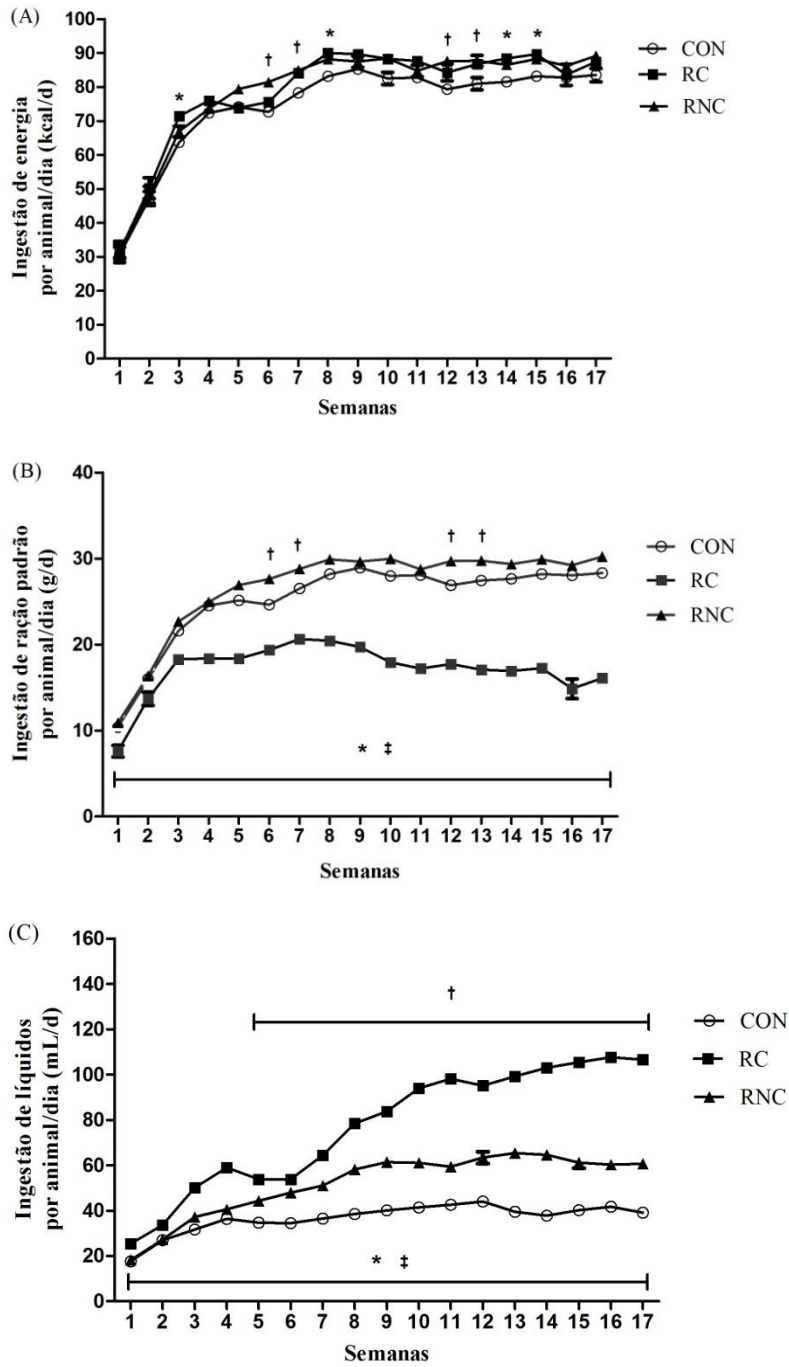 (A)
Ingestão de energia
por animal/dia (kcal/d)
100
90
80
70
60
50
40
30
20
10
0
* † † * † † * *
CON
RC
RNC
1 2 3 4 5 6 7 8 9 10 11 12 13 14 15 16 17
Semanas
(B)
Ingestão de ração padrão
por animal/dia (g/d)
40
30
20
10
0
† † † †
* ‡
CON
RC
RNC
1 2 3 4 5 6 7 8 9 10 11 12 13 14 15 16 17
Semanas
(C)
Ingestão de líquidos
por animal/dia (mL/d)
160
140
120
100
80
60
40
20
0
†
* ‡
CON
RC
RNC
1 2 3 4 5 6 7 8 9 10 11 12 13 14 15 16 17
Semanas